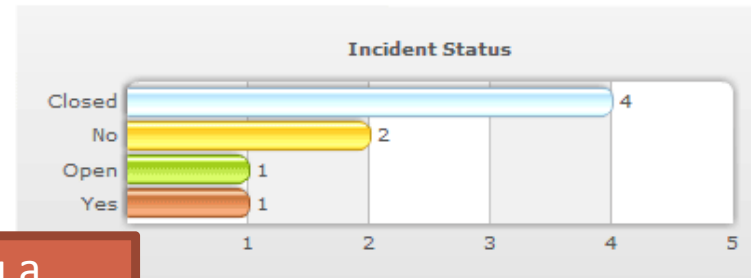 Incident Status
Closed 4
No 2
Open 1
Yes 1
1 2 3 4 5
a